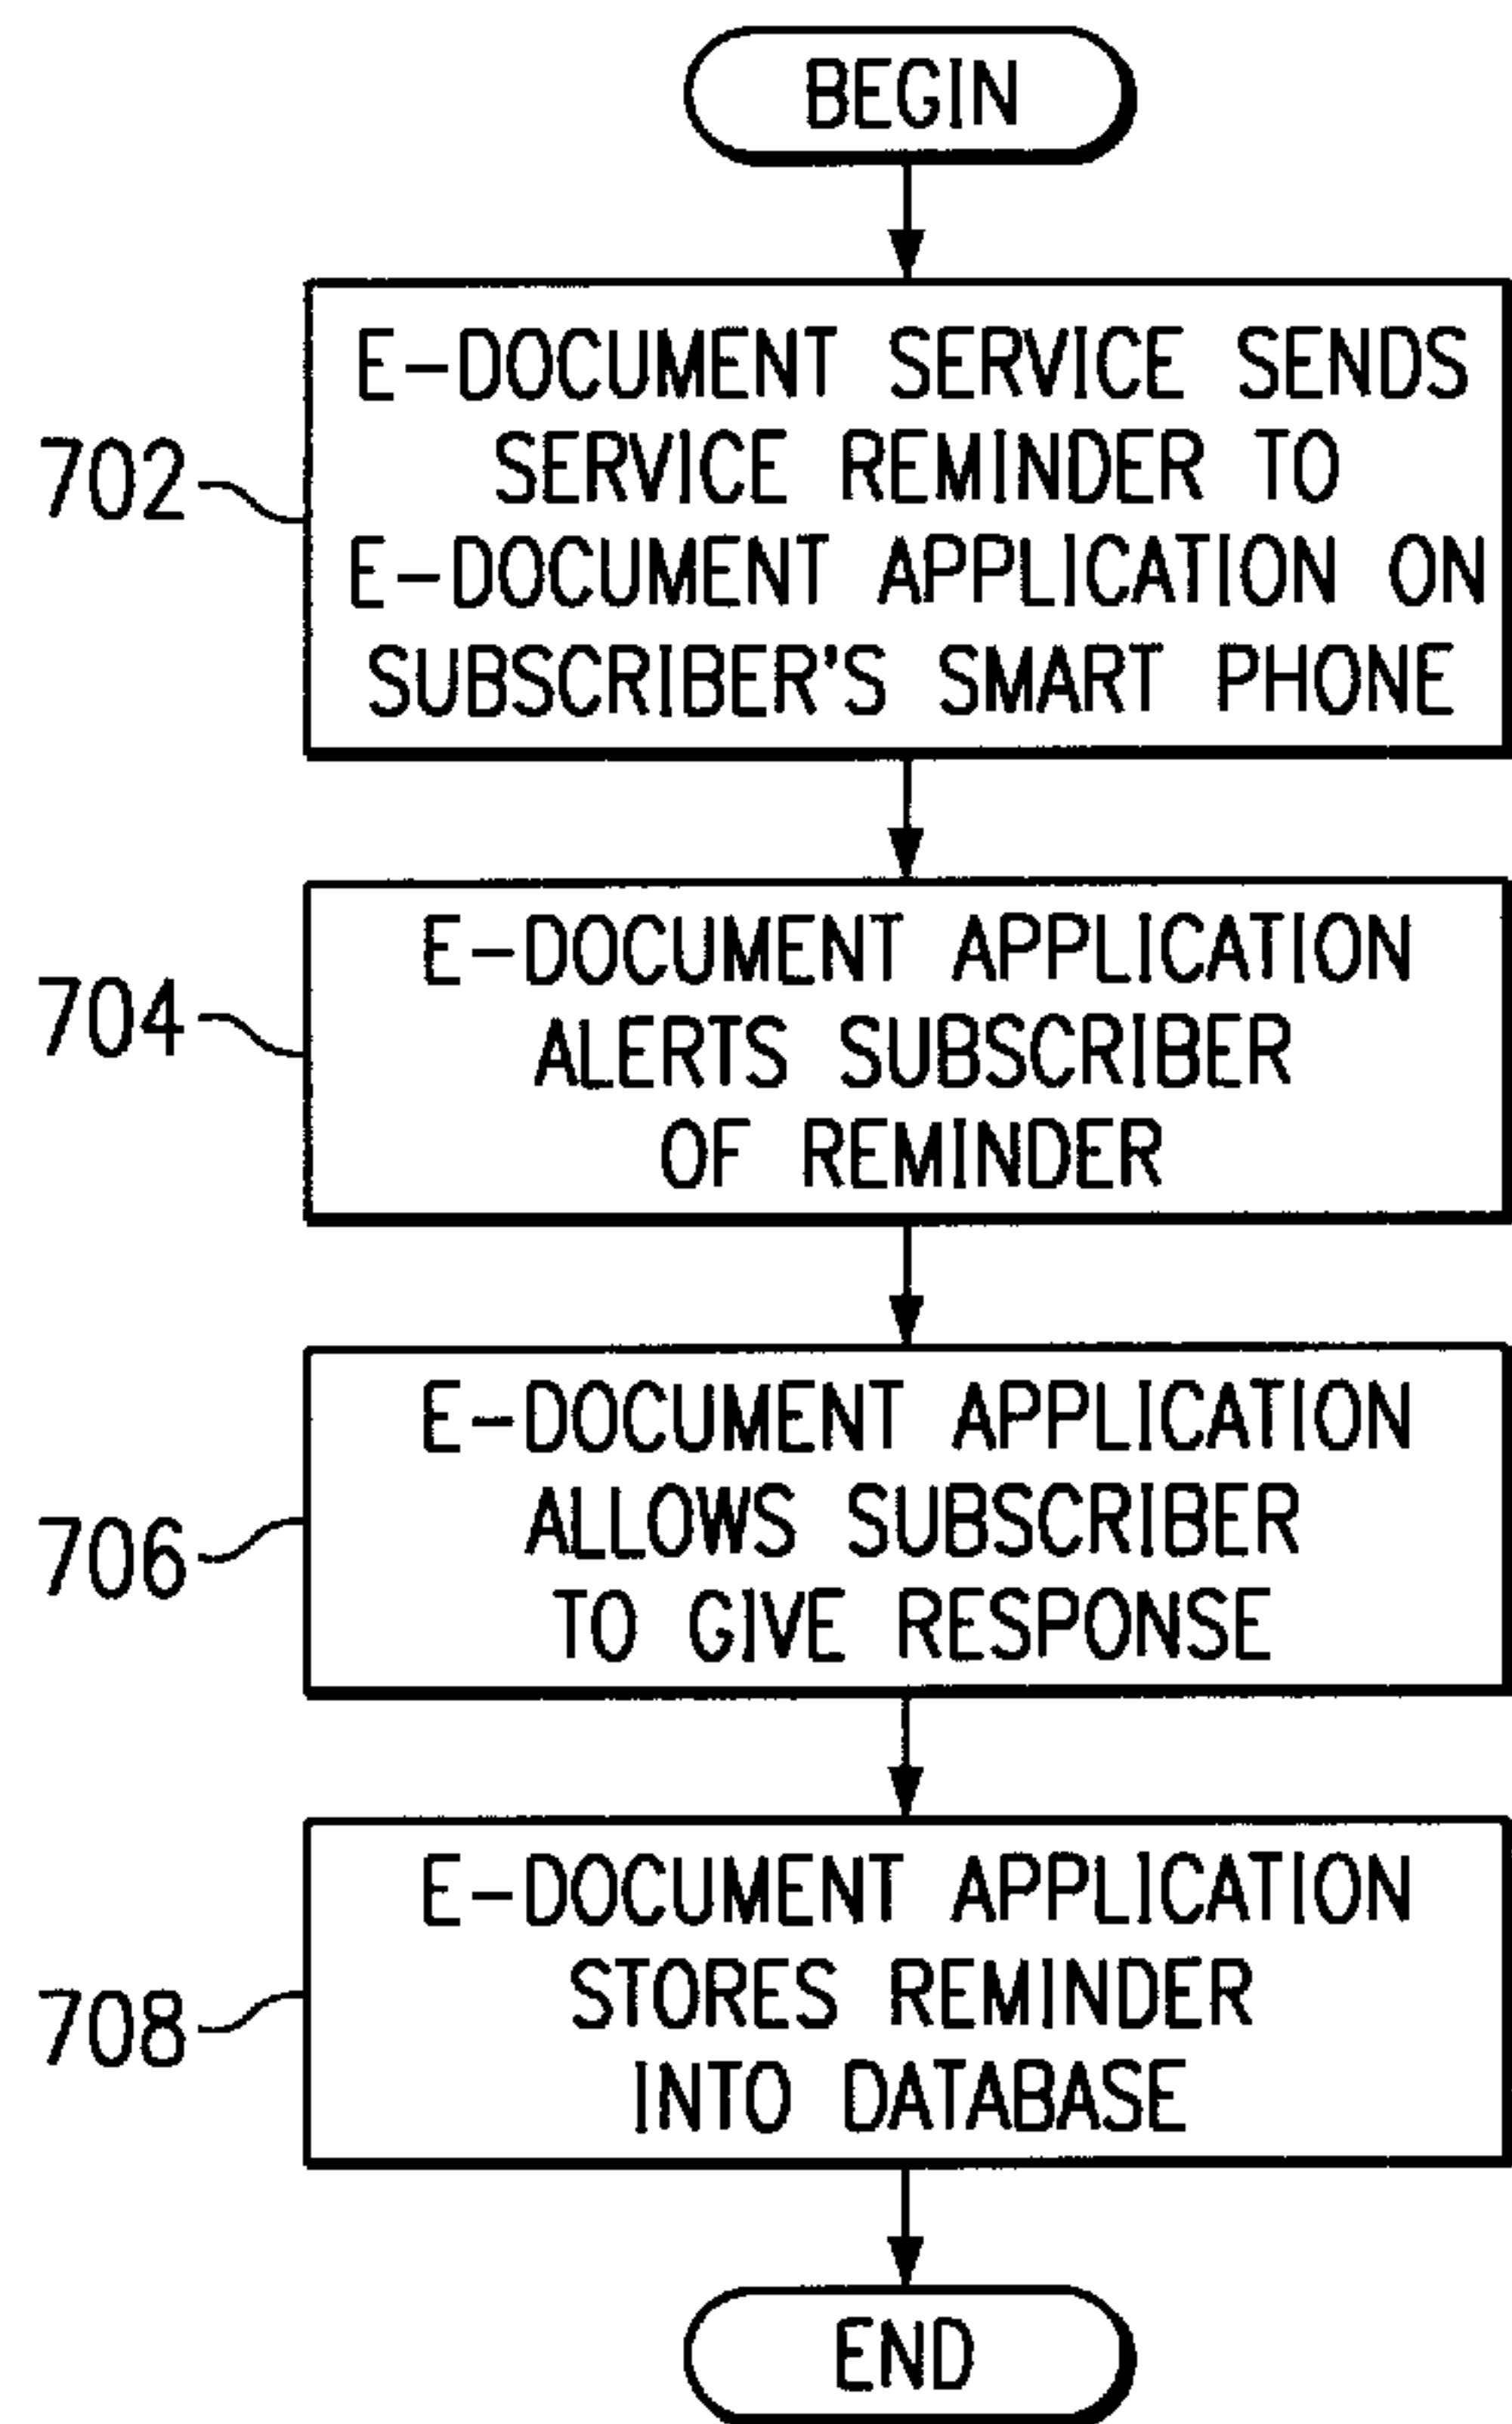 BEGIN
702
E-DOCUMENT SERVICE SENDS
SERVICE REMINDER TO
E-DOCUMENT APPLICATION ON
SUBSCRIBER'S SMART PHONE
704
E-DOCUMENT APPLICATION
ALERTS SUBSCRIBER
OF REMINDER
706
E-DOCUMENT APPLICATION
ALLOWS SUBSCRIBER
TO GIVE RESPONSE
708
E-DOCUMENT APPLICATION
STORES REMINDER
INTO DATABASE
END